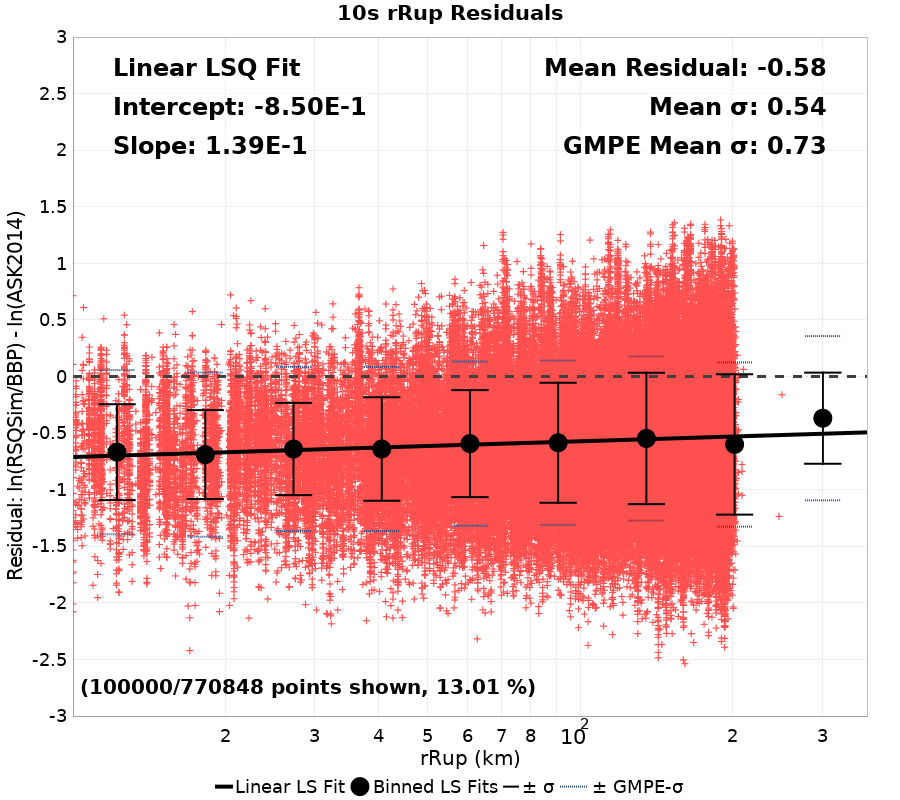 10s rRup Residuals
Linear LSQ Fit
Intercept: -8.50E-1
Slope: 1.39E-1
Mean Residual: -0.58
Mean σ: 0.54
GMPE Mean σ: 0.73
Residual: ln(RSQSim/BBP) - ln(ASK2014)
3
2.5
2
1.5
1
0.5
0
-0.5
-1
-1.5
-2
-2.5
-3
(100000/770848 points shown, 13.01 %)
2 3 4 5 6 7 8 10² 2 3
rRup (km)
Linear LS Fit Binned LS Fits ± σ ± GMPE-σ